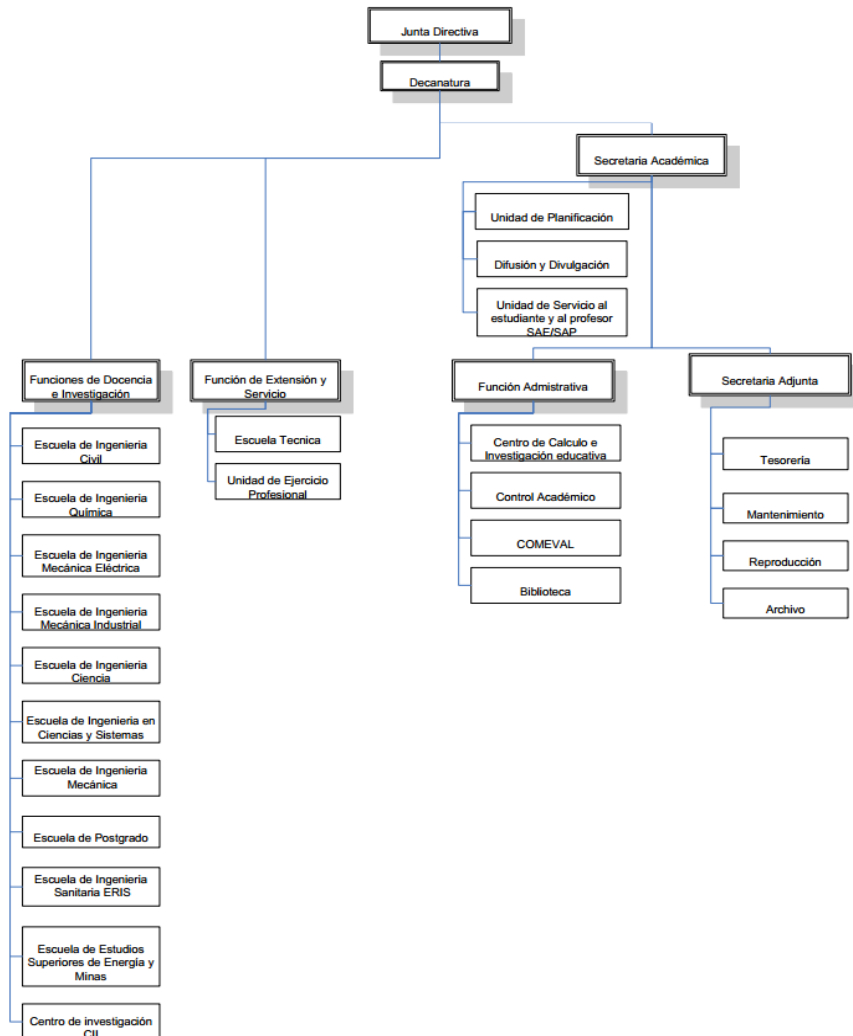 Junta Directiva
Decanatura
Secretaria Académica
Unidad de Planificación
Difusión y Divulgación
Unidad de Servicio al
estudiante y al profesor
SAE/SAP
Funciones de Docencia
e Investigación
Función de Extensión y
Servicio
Función Admistrativa
Secretaria Adjunta
Escuela de Ingenieria
Civil
Escuela de Ingenieria
Química
Escuela de Ingenieria
Mecánica Eléctrica
Escuela de Ingenieria
Mecánica Industrial
Escuela de Ingenieria
Ciencia
Escuela de Ingenieria en
Ciencias y Sistemas
Escuela de Ingenieria
Mecánica
Escuela de Postgrado
Escuela de Ingenieria
Sanitaria ERIS
Escuela de Estudios
Superiores de Energía y
Minas
Centro de investigación
CII
Escuela Tecnica
Unidad de Ejercicio
Profesional
Centro de Calculo e
Investigación educativa
Control Académico
COMEVAL
Biblioteca
Tesorería
Mantenimiento
Reproducción
Archivo